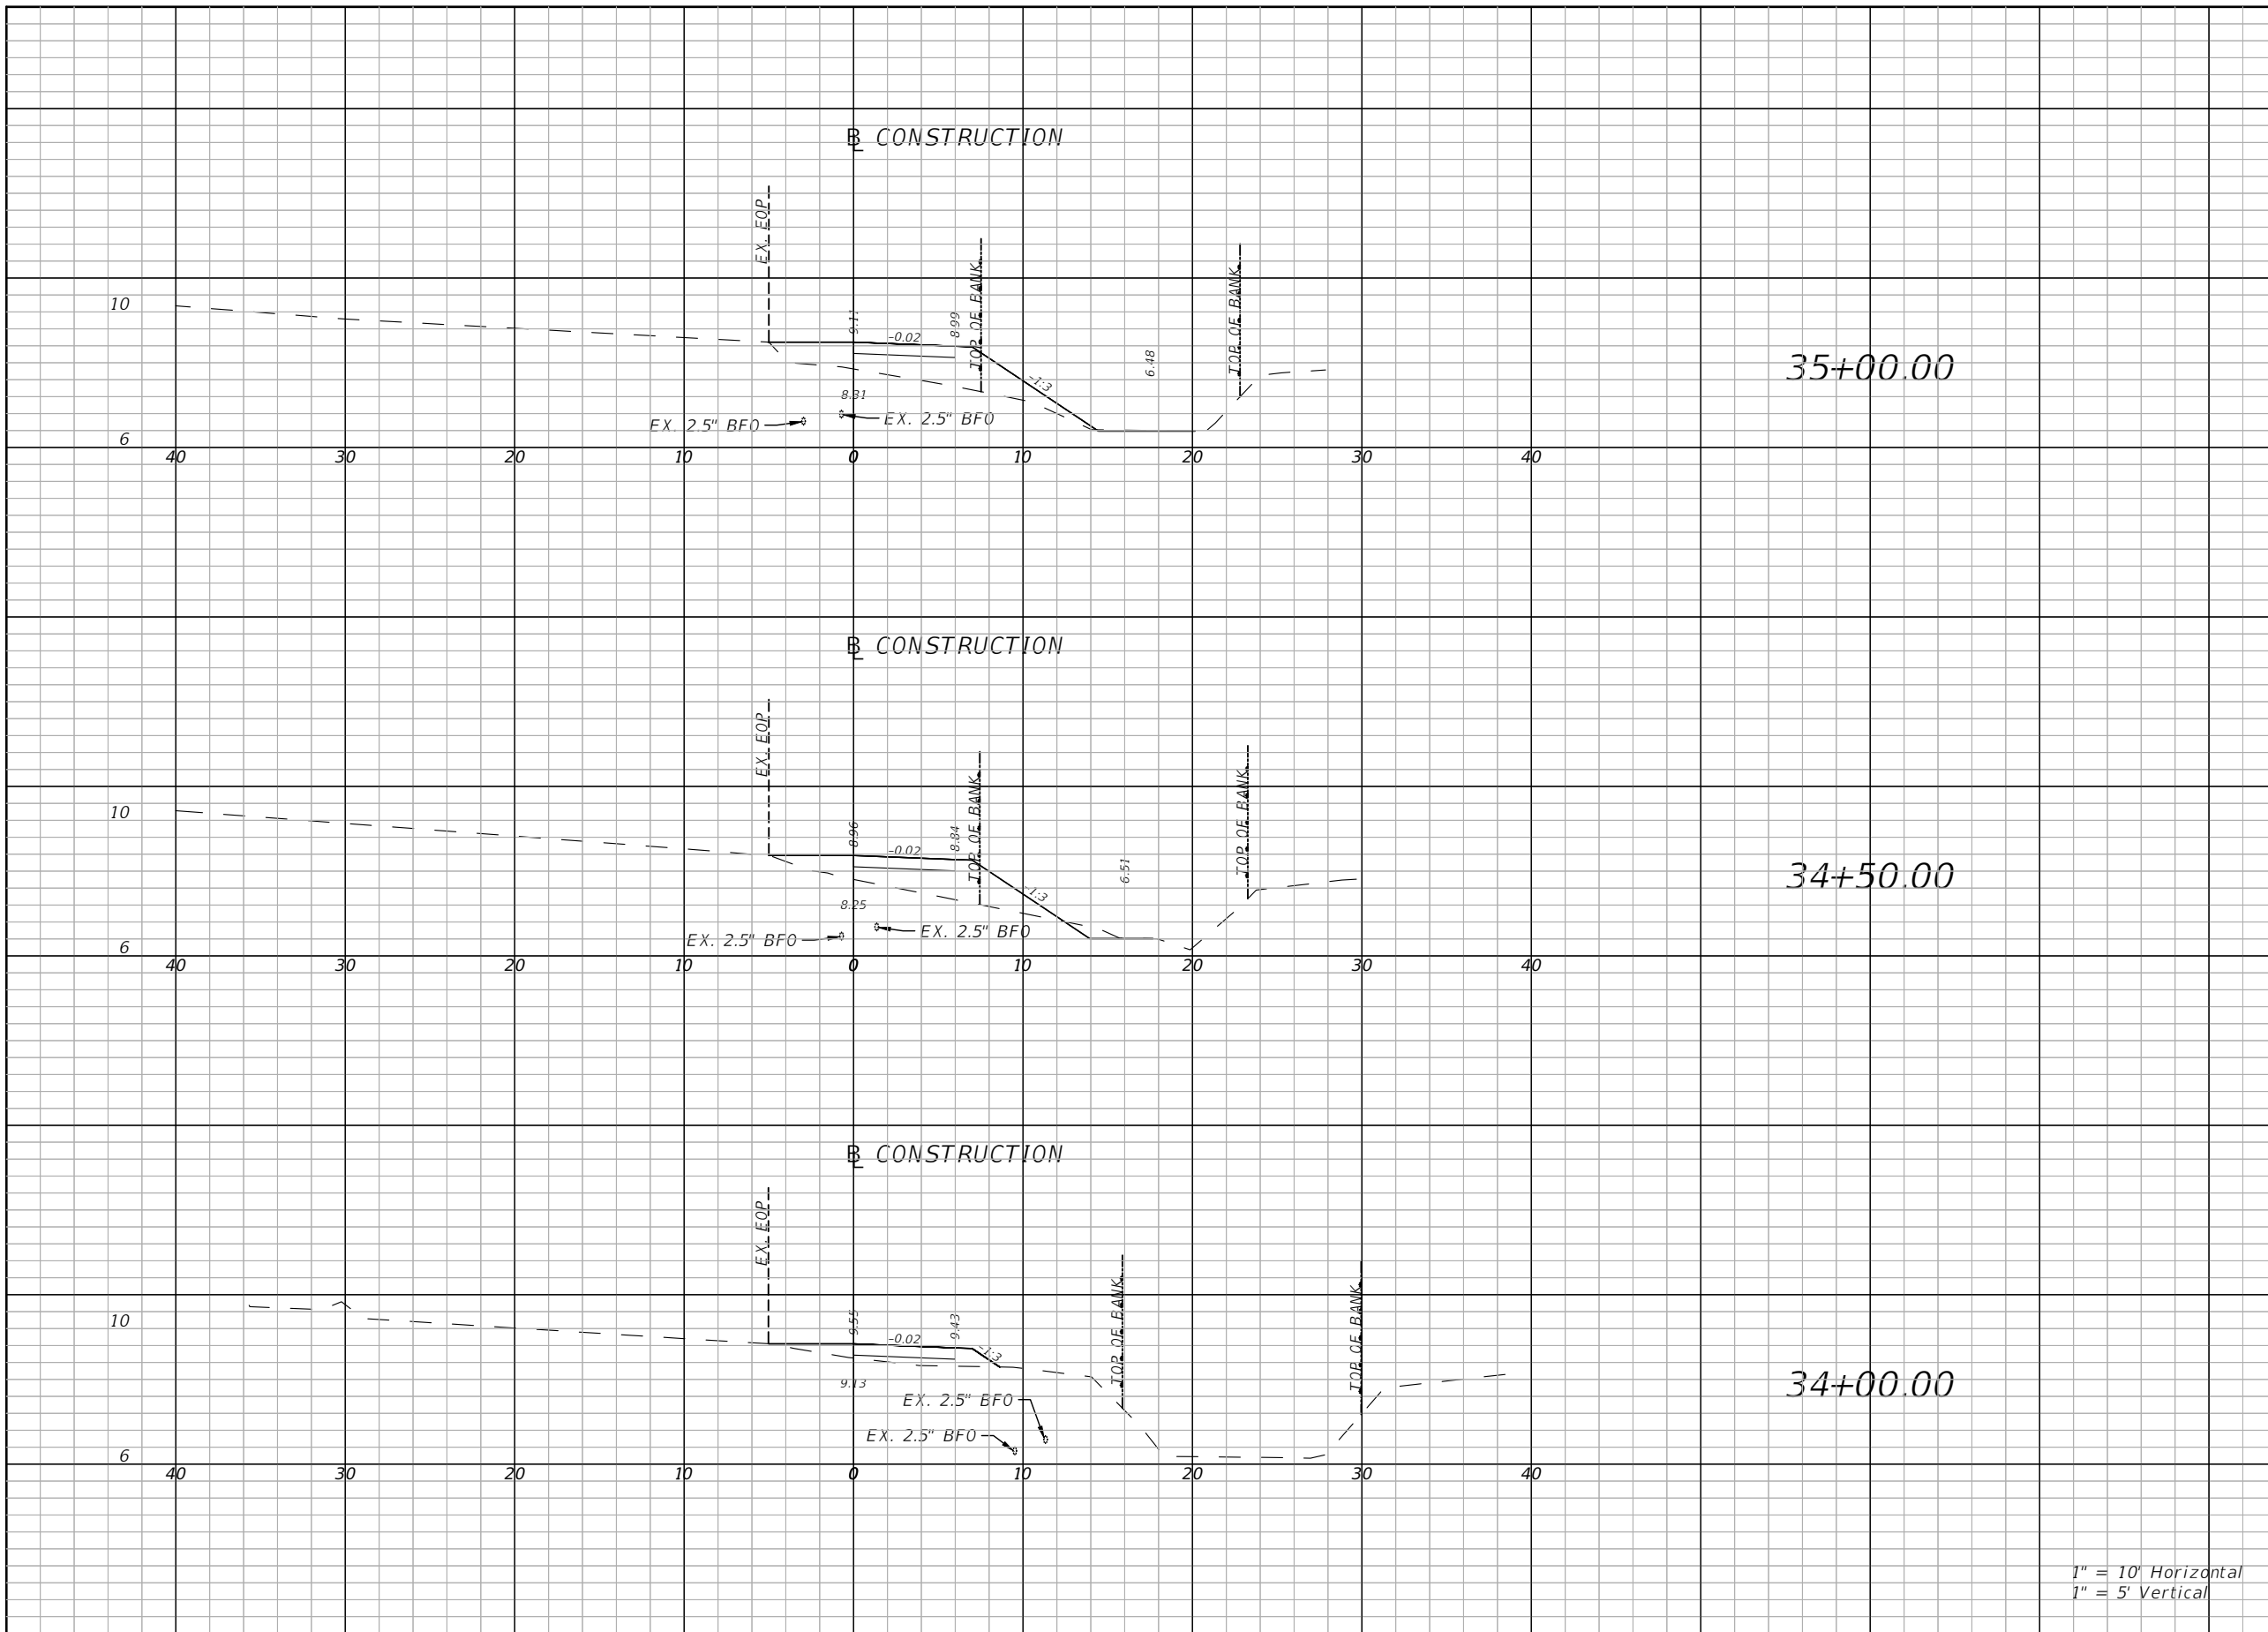 ℄ CONSTRUCTION
EX. EOP
TOP OF BANK
TOP OF BANK
10
9.11
-0.02
8.99
-1:3
6.48
35+00.00
8.31
EX. 2.5" BFO
EX. 2.5" BFO
6
40 30 20 10 0 10 20 30 40
℄ CONSTRUCTION
EX. EOP
TOP OF BANK
TOP OF BANK
10
8.96
-0.02
8.84
-1:3
6.51
34+50.00
8.25
EX. 2.5" BFO
EX. 2.5" BFO
6
40 30 20 10 0 10 20 30 40
℄ CONSTRUCTION
EX. EOP
TOP OF BANK
TOP OF BANK
10
9.55
-0.02
9.43
-1:3
34+00.00
9.13
EX. 2.5" BFO
EX. 2.5" BFO
6
40 30 20 10 0 10 20 30 40
1" = 10' Horizontal
1" = 5' Vertical